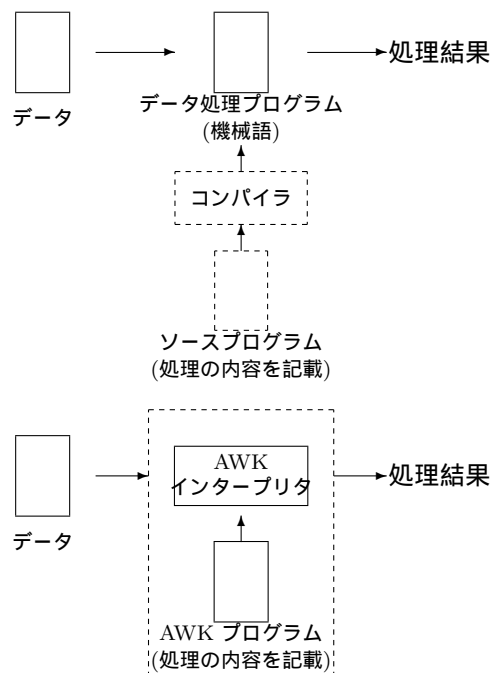 処理結果
データ
データ処理プログラム
(機械語)
コンパイラ
ソースプログラム
(処理の内容を記載)
AWK
インタープリタ
処理結果
データ
AWK プログラム
(処理の内容を記載)